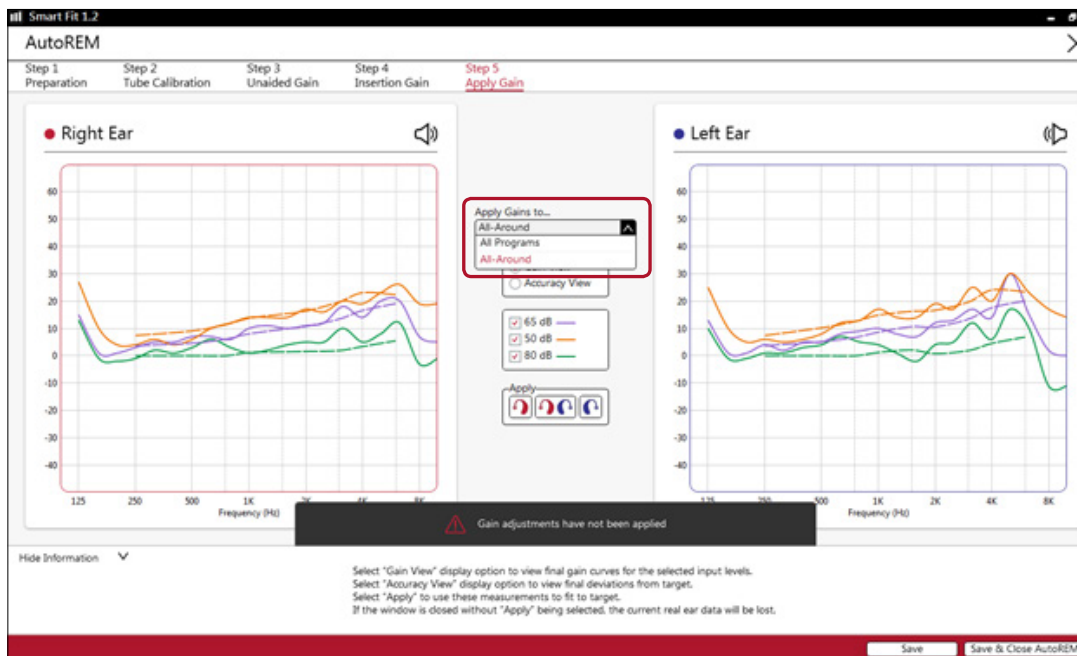 Smart Fit 1.2
AutoREM
Step 1
Preparation
Step 2
Tube Calibration
Step 3
Unaided Gain
Step 4
Insertion Gain
Step 5
Apply Gain
Right Ear
60
50
40
30
20
10
0
-10
-20
-30
-40
125 250 500 1K 2K 4K 8K
Frequency (Hz)
Apply Gains to...
All-Around
All Programs
All-Around
Accuracy View
65 dB
50 dB
80 dB
Apply
Left Ear
60
50
40
30
20
10
0
-10
-20
-30
-40
500 1K 2K 4K 8K
Frequency (Hz)
Gain adjustments have not been applied
Hide Information
Select "Gain View" display option to view final gain curves for the selected input levels.
Select "Accuracy View" display option to view final deviations from target.
Select "Apply" to use these measurements to fit to target.
If the window is closed without "Apply" being selected, the current real ear data will be lost.
Save
Save & Close AutoREM